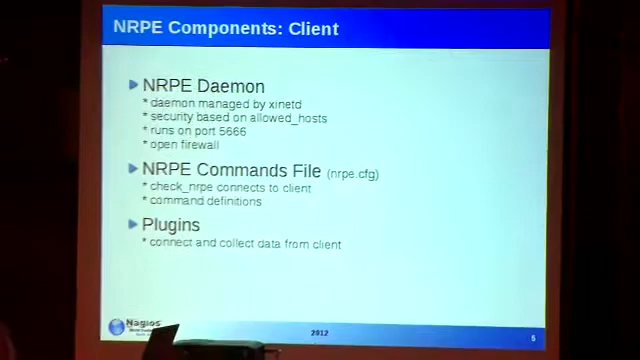 NRPE Components: Client
NRPE Daemon
* daemon managed by xinetd
* security based on allowed_hosts
* runs on port 5666
* open firewall
NRPE Commands File (nrpe.cfg)
* check_nrpe connects to client
* command definitions
Plugins
* connect and collect data from client
Nagios
2012
5